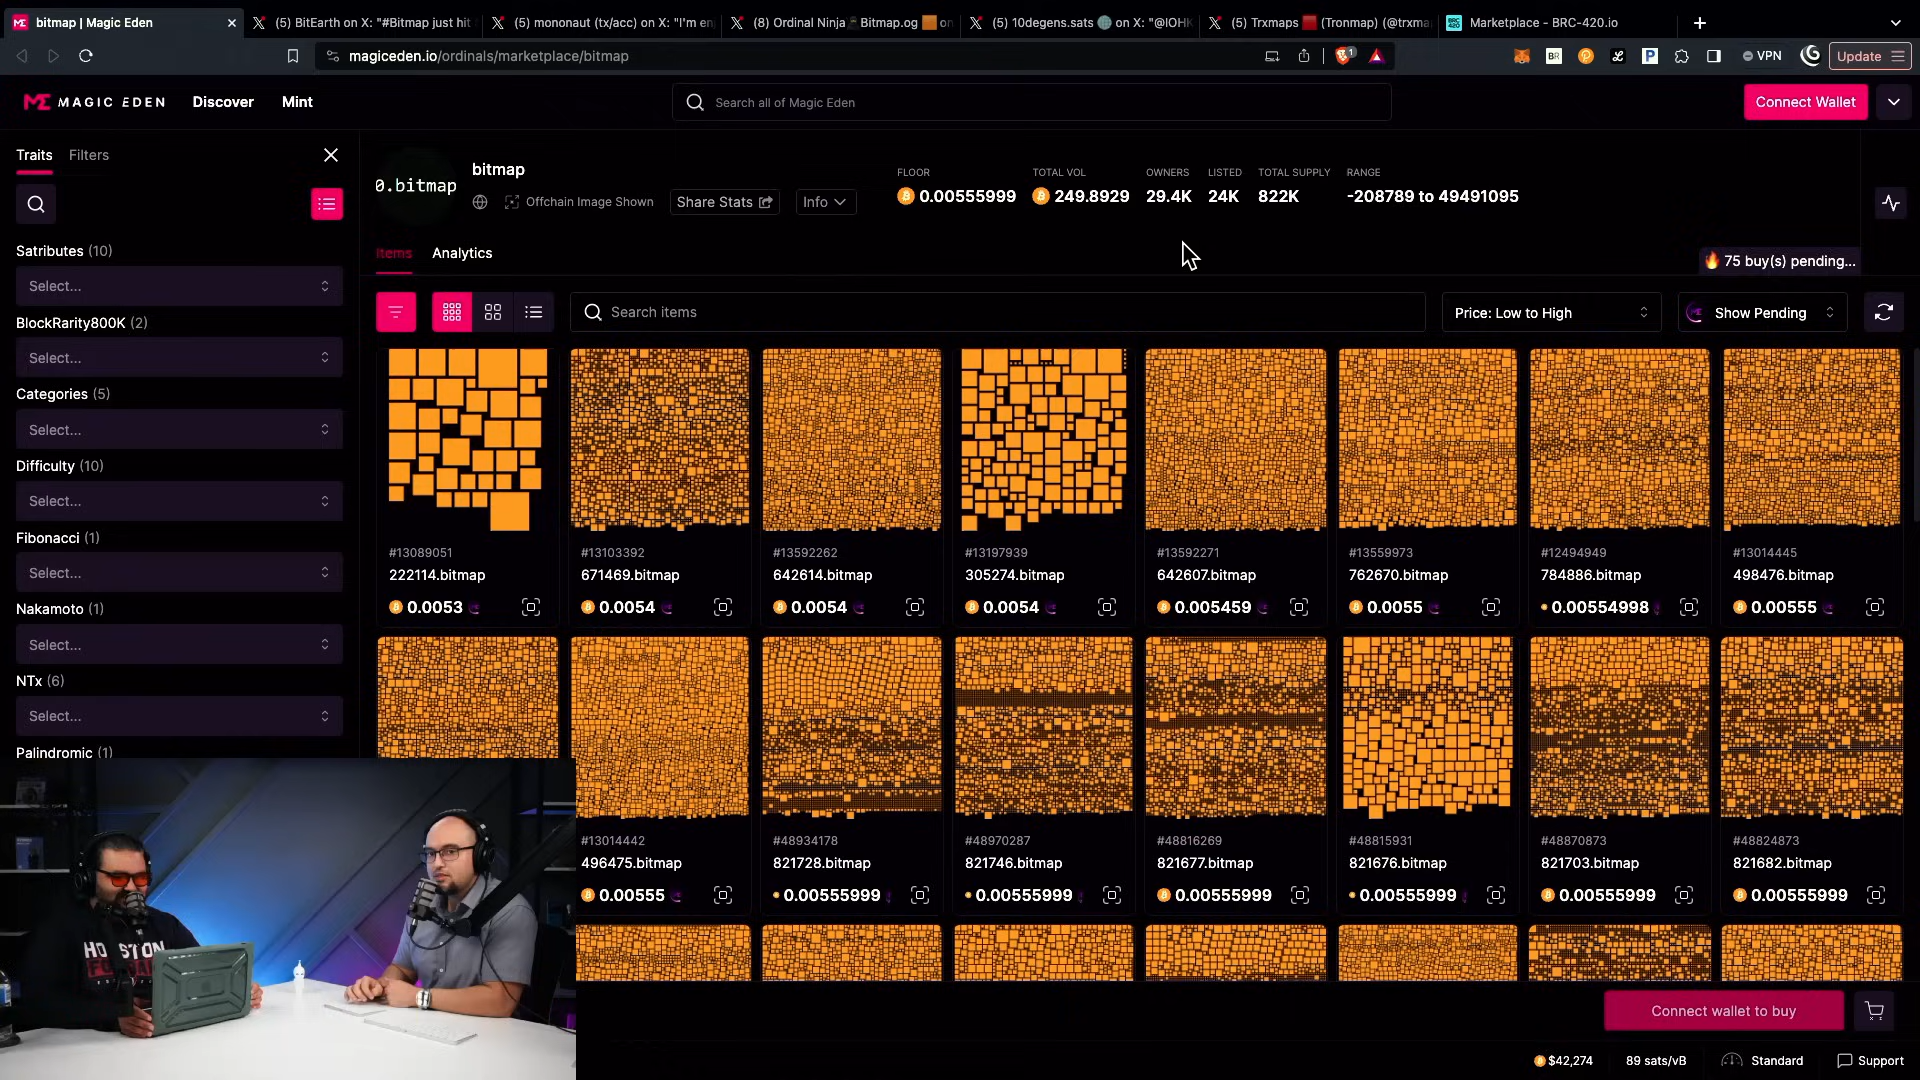 bitmap | Magic Eden
(5) BitEarth on X: "#Bitmap just hit
(5) mononaut (tx/acc) on X: "I'm en
(8) Ordinal Ninja Bitmap.og on
(5) 10degens.sats on X: "@IOHK
(5) Trxmaps (Tronmap) (@trxma
Marketplace - BRC-420.io
magiceden.io/ordinals/marketplace/bitmap
1
VPN
Update
MAGIC EDEN
Discover
Mint
Search all of Magic Eden
Connect Wallet
Traits
Filters
0.bitmap
bitmap
Offchain Image Shown
Share Stats
Info
FLOOR
0.00555999
TOTAL VOL
249.8929
OWNERS
29.4K
LISTED
24K
TOTAL SUPPLY
822K
RANGE
-208789 to 49491095
Items
Analytics
75 buy(s) pending...
Search items
Price: Low to High
Show Pending
Satributes (10)
Select...
BlockRarity800K (2)
Select...
Categories (5)
Select...
Difficulty (10)
Select...
Fibonacci (1)
Select...
Nakamoto (1)
Select...
NTx (6)
Select...
Palindromic (1)
#13089051
222114.bitmap
0.0053
#13103392
671469.bitmap
0.0054
#13592262
642614.bitmap
0.0054
#13197939
305274.bitmap
0.0054
#13592271
642607.bitmap
0.005459
#13559973
762670.bitmap
0.0055
#12494949
784886.bitmap
0.00554998
#13014445
498476.bitmap
0.00555
#13014442
496475.bitmap
0.00555
#48934178
821728.bitmap
0.00555999
#48970287
821746.bitmap
0.00555999
#48816269
821677.bitmap
0.00555999
#48815931
821676.bitmap
0.00555999
#48870873
821703.bitmap
0.00555999
#48824873
821682.bitmap
0.00555999
Connect wallet to buy
$42,274
89 sats/vB
Standard
Support